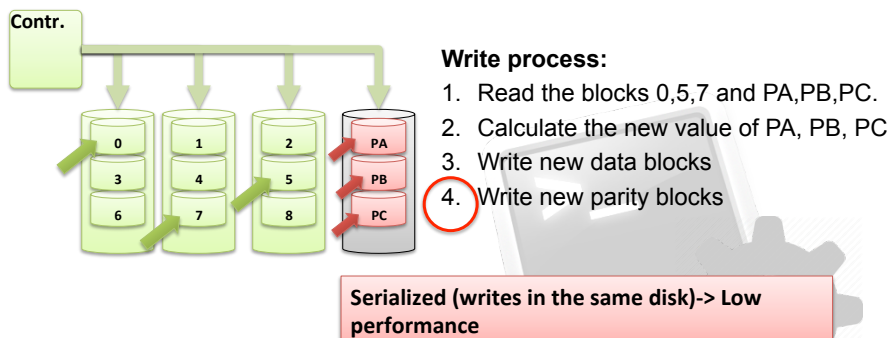 Contr.
Write process:
1. Read the blocks 0,5,7 and PA,PB,PC.
2. Calculate the new value of PA, PB, PC
3. Write new data blocks
4. Write new parity blocks
0 1 2 PA
3 4 5 PB
6 7 8 PC
Serialized (writes in the same disk)-> Low
performance